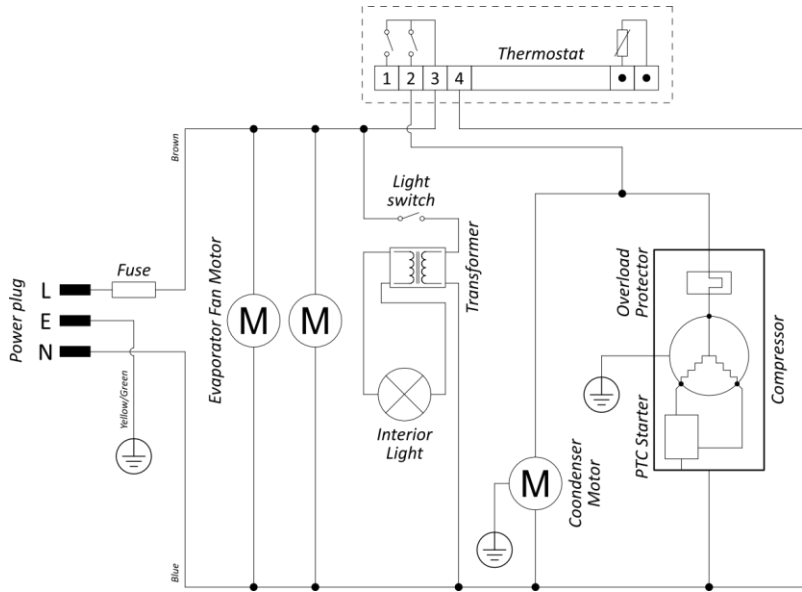 Thermostat
1 2 3 4
Brown
Light
switch
Transformer
Fuse
Power plug
L
E
N
Yellow/Green
Blue
Evaporator Fan Motor
M
M
Interior
Light
M
Coondenser
Motor
Overload
Protector
PTC Starter
Compressor